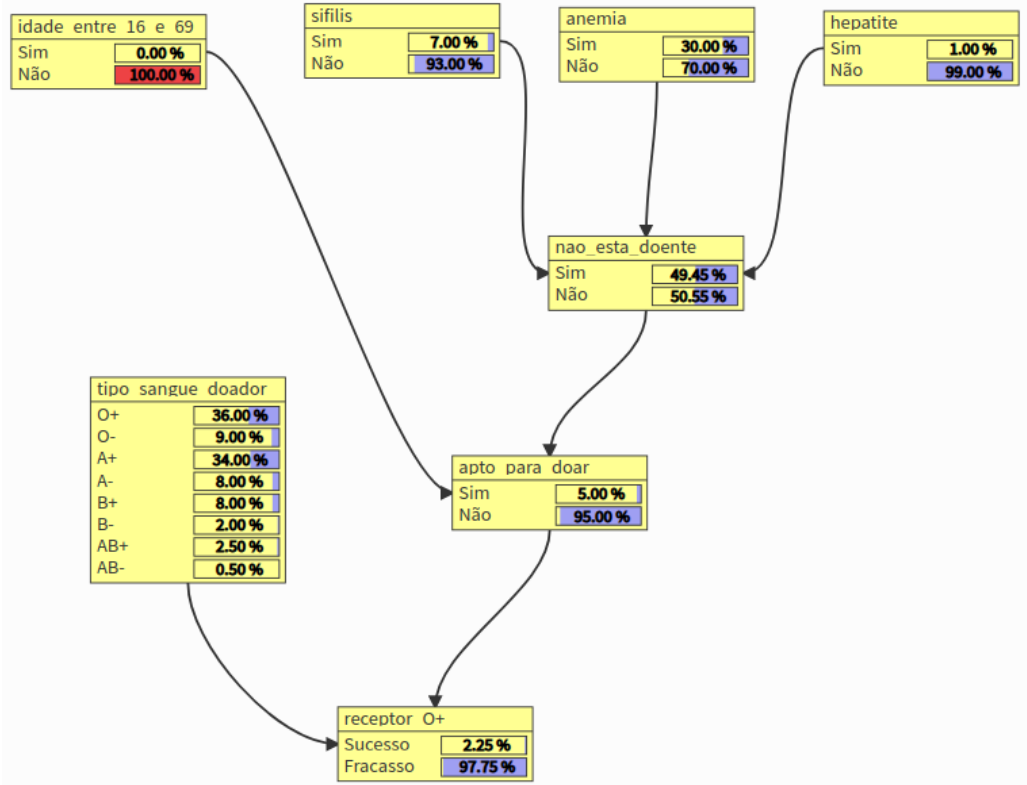 idade entre 16 e 69
Sim 0.00 %
Não 100.00 %
sifilis
Sim 7.00 %
Não 93.00 %
anemia
Sim 30.00 %
Não 70.00 %
hepatite
Sim 1.00 %
Não 99.00 %
nao_esta_doente
Sim 49.45 %
Não 50.55 %
tipo sangue doador
O+ 36.00 %
O- 9.00 %
A+ 34.00 %
A- 8.00 %
B+ 8.00 %
B- 2.00 %
AB+ 2.50 %
AB- 0.50 %
apto para doar
Sim 5.00 %
Não 95.00 %
receptor O+
Sucesso 2.25 %
Fracasso 97.75 %